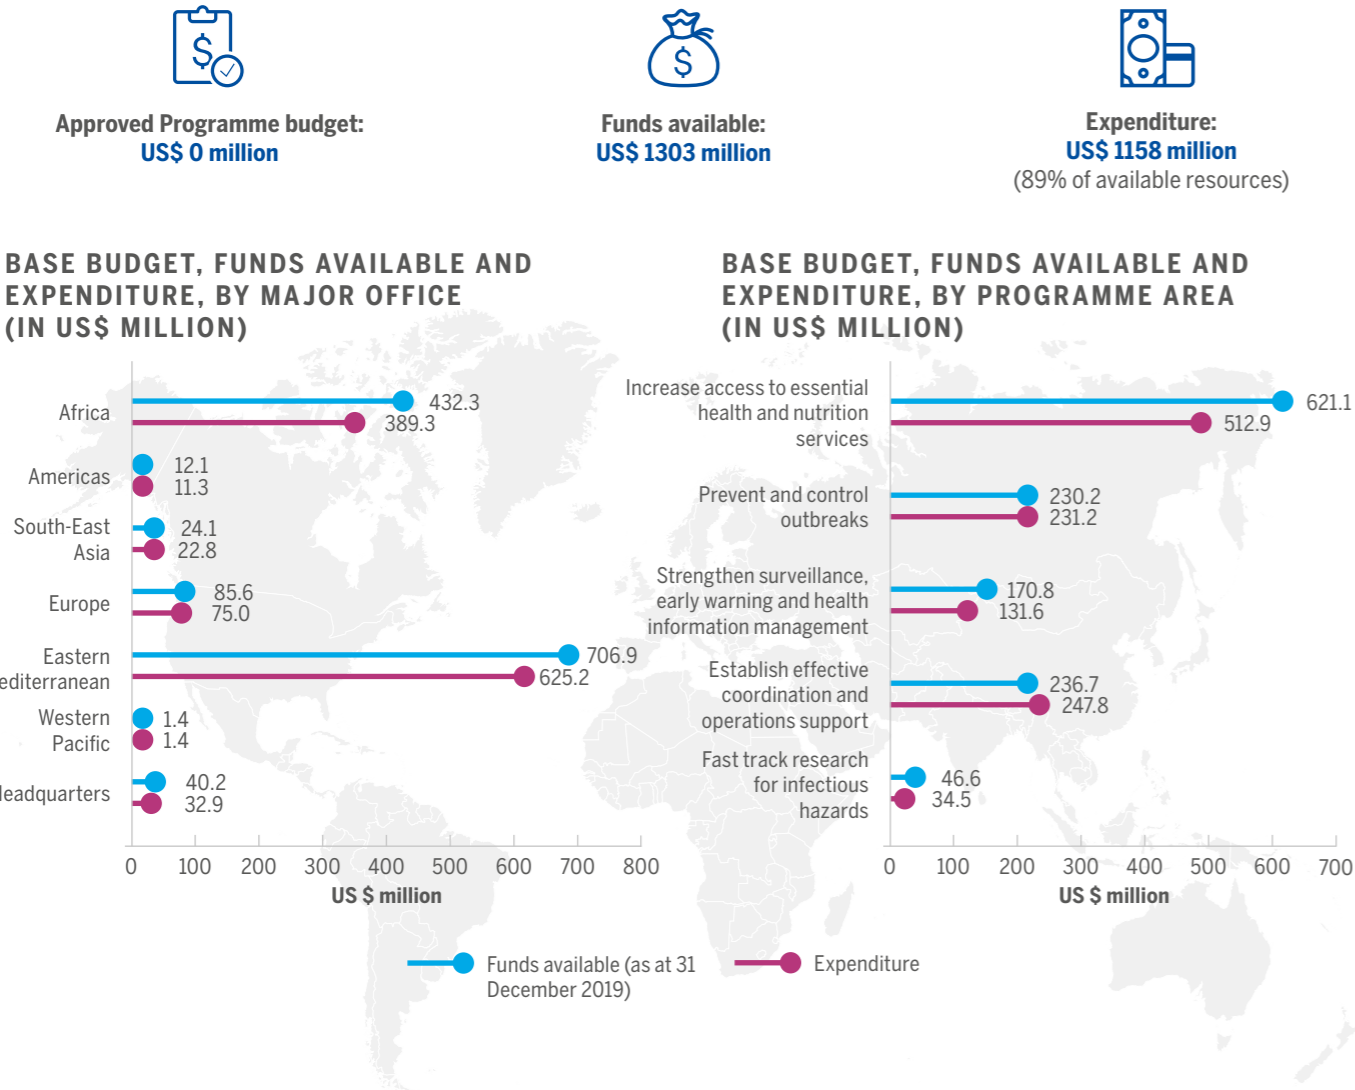 Approved Programme budget:
US$ 0 million
Funds available:
US$ 1303 million
Expenditure:
US$ 1158 million
(89% of available resources)
BASE BUDGET, FUNDS AVAILABLE AND
EXPENDITURE, BY MAJOR OFFICE
(IN US$ MILLION)
Africa
432.3
389.3
Americas
12.1
11.3
South-East
Asia
24.1
22.8
Europe
85.6
75.0
Eastern
editerranean
706.9
625.2
Western
Pacific
1.4
1.4
eadquarters
40.2
32.9
0 100 200 300 400 500 600 700 800
US $ million
BASE BUDGET, FUNDS AVAILABLE AND
EXPENDITURE, BY PROGRAMME AREA
(IN US$ MILLION)
Increase access to essential
health and nutrition
services
621.1
512.9
Prevent and control
outbreaks
230.2
231.2
Strengthen surveillance,
early warning and health
information management
170.8
131.6
Establish effective
coordination and
operations support
236.7
247.8
Fast track research
for infectious
hazards
46.6
34.5
0 100 200 300 400 500 600 700
US $ million
Funds available (as at 31
December 2019)
Expenditure